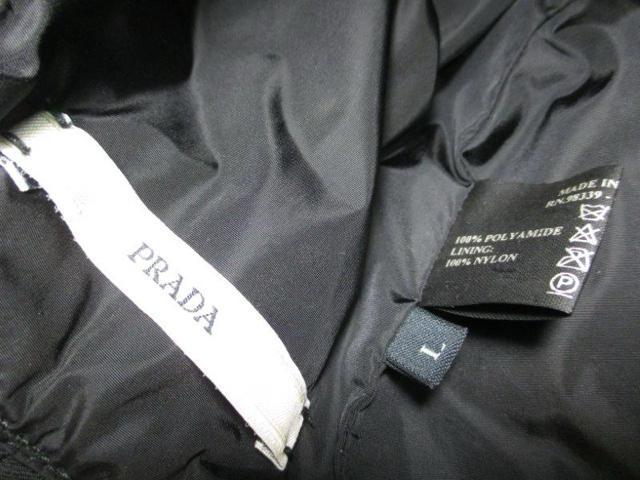 PRADA
MADE IN
RN.98339 -
100% POLYAMIDE
LINING:
100% NYLON
P
L